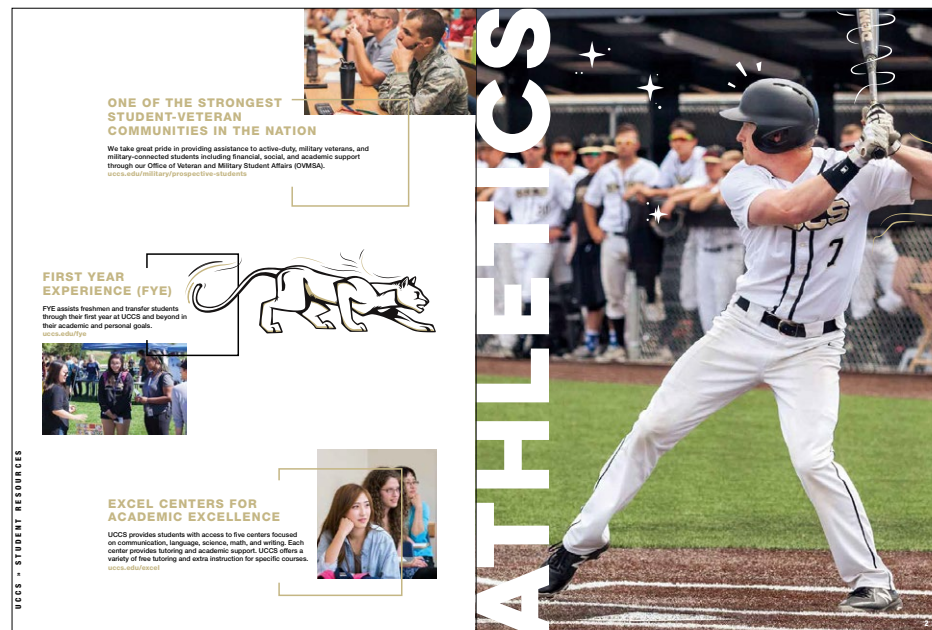 ONE OF THE STRONGEST
STUDENT-VETERAN
COMMUNITIES IN THE NATION
We take great pride in providing assistance to active-duty, military veterans, and
military-connected students including financial, social, and academic support
through our Office of Veteran and Military Student Affairs (OVMSA).
uccs.edu/military/prospective-students
FIRST YEAR
EXPERIENCE (FYE)
FYE assists freshmen and transfer students
through their first year at UCCS and beyond in
their academic and personal goals.
uccs.edu/fye
EXCEL CENTERS FOR
ACADEMIC EXCELLENCE
UCCS provides students with access to five centers focused
on communication, language, science, math, and writing. Each
center provides tutoring and academic support. UCCS offers a
variety of free tutoring and extra instruction for specific courses.
uccs.edu/excel
UCCS • STUDENT RESOURCES
ATHLETICS
UCCS
7
DEM
2